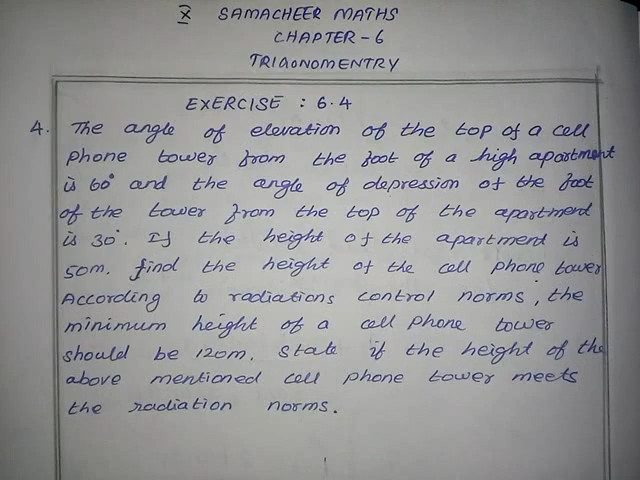 X SAMACHEER MATHS
CHAPTER - 6
TRIGONOMENTRY
EXERCISE : 6.4
4. The angle of elevation of the top of a cell
phone tower from the foot of a high apartment
is 60° and the angle of depression of the foot
of the tower from the top of the apartment
is 30°. If the height of the apartment is
50m. find the height of the cell phone tower
According to radiations control norms, the
minimum height of a cell phone tower
should be 120m. State if the height of the
above mentioned cell phone tower meets
the radiation norms.